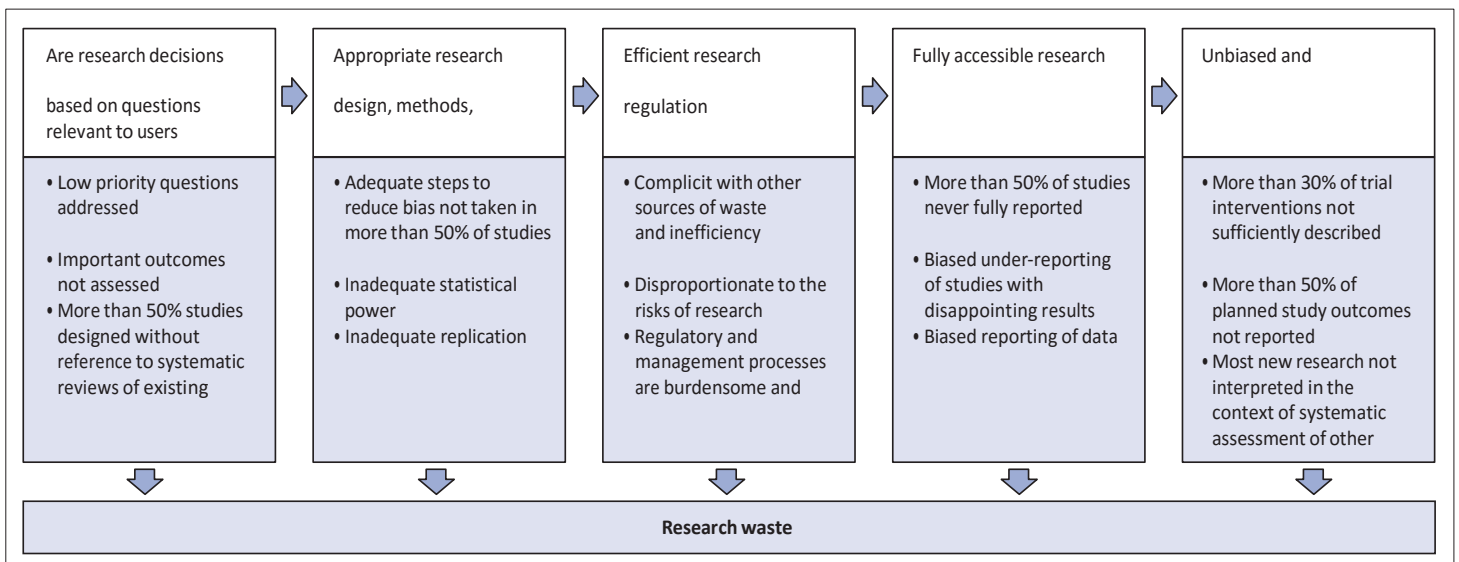 Are research decisions
based on questions
relevant to users
Appropriate research
design, methods,
Efficient research
regulation
Fully accessible research
Unbiased and
• Low priority questions
addressed
• Important outcomes
not assessed
• More than 50% studies
designed without
reference to systematic
reviews of existing
• Adequate steps to
reduce bias not taken in
more than 50% of studies
• Inadequate statistical
power
• Inadequate replication
• Complicit with other
sources of waste
and inefficiency
• Disproportionate to the
risks of research
• Regulatory and
management processes
are burdensome and
• More than 50% of studies
never fully reported
• Biased under-reporting
of studies with
disappointing results
• Biased reporting of data
• More than 30% of trial
interventions not
sufficiently described
• More than 50% of
planned study outcomes
not reported
• Most new research not
interpreted in the
context of systematic
assessment of other
Research waste